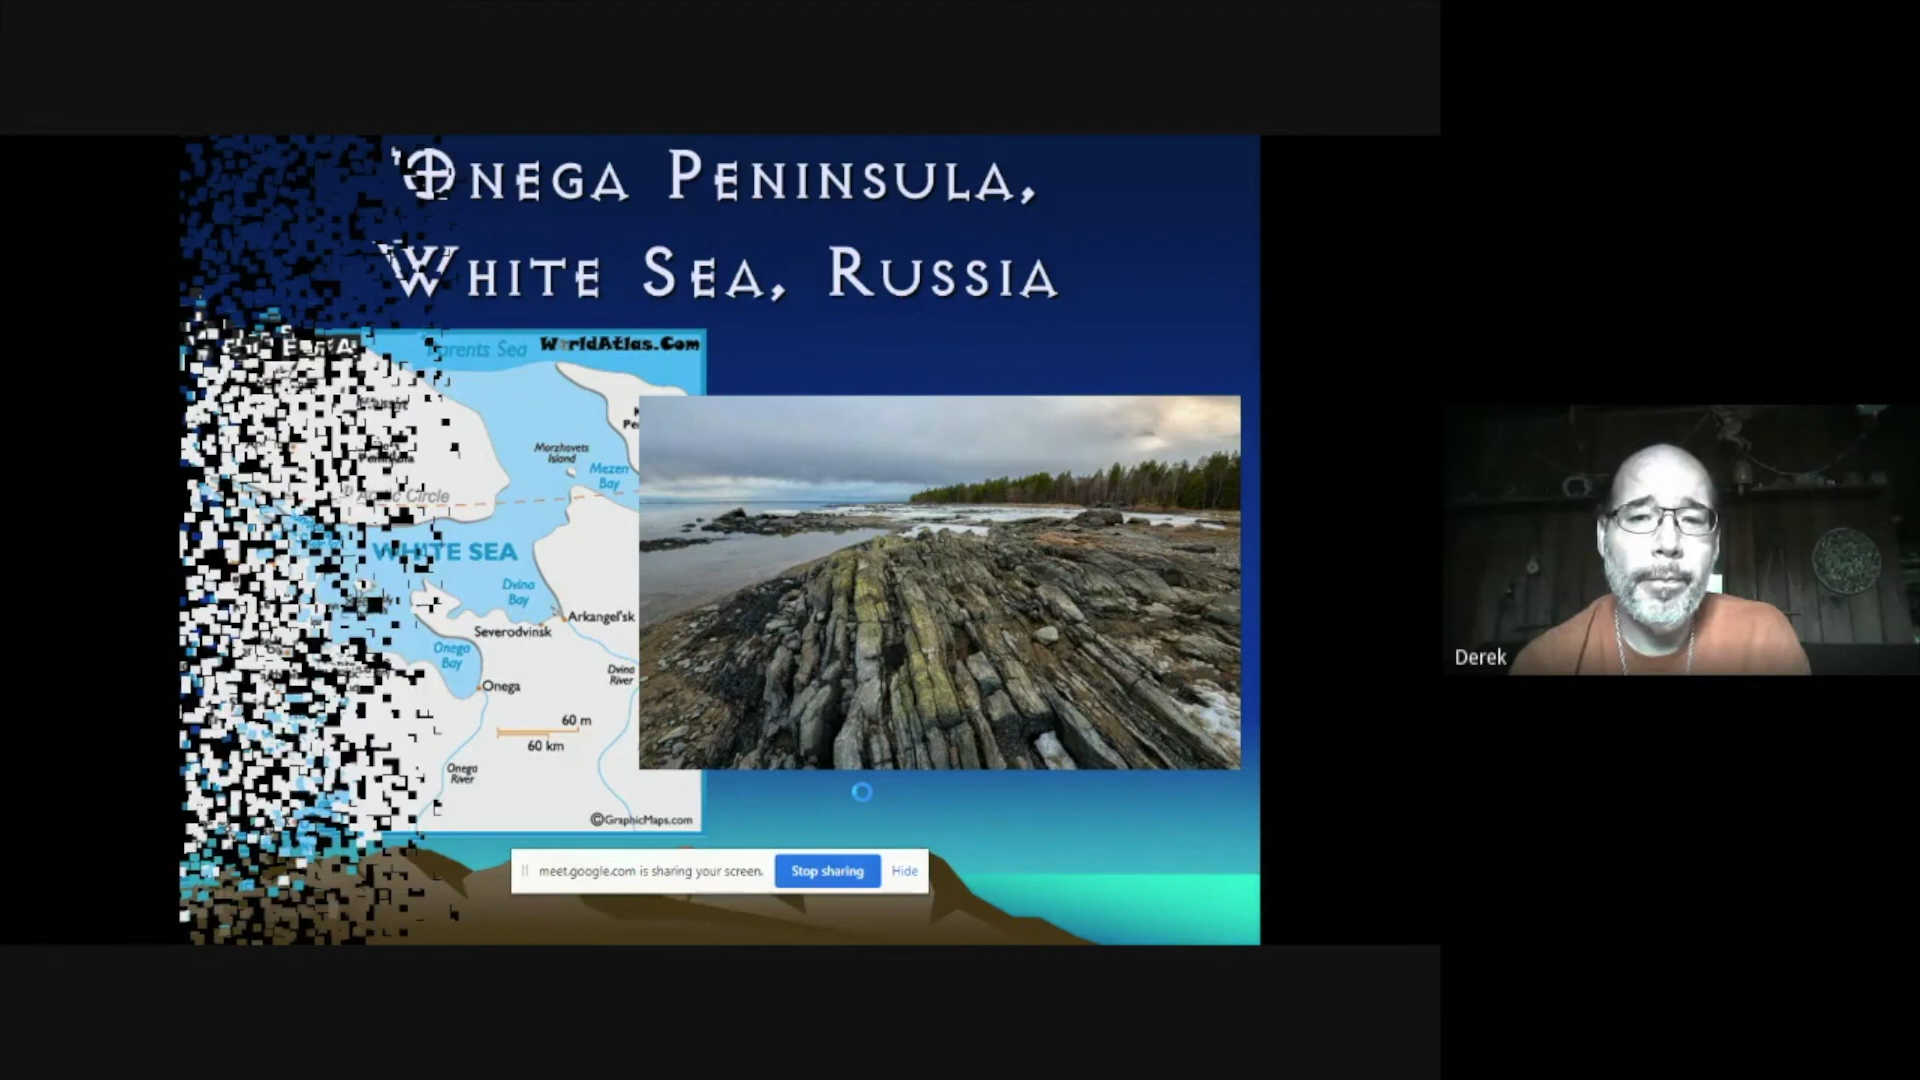 Onega Peninsula,
White Sea, Russia
WorldAtlas.Com
Morzhovets
Island
Mezen
Bay
Arctic Circle
WHITE SEA
Dvina
Bay
Arkangel'sk
Severodvinsk
Onega
Bay
Dvina
River
Onega
60 m
60 km
Onega
River
©GraphicMaps.com
meet.google.com is sharing your screen.
Stop sharing
Hide
Derek